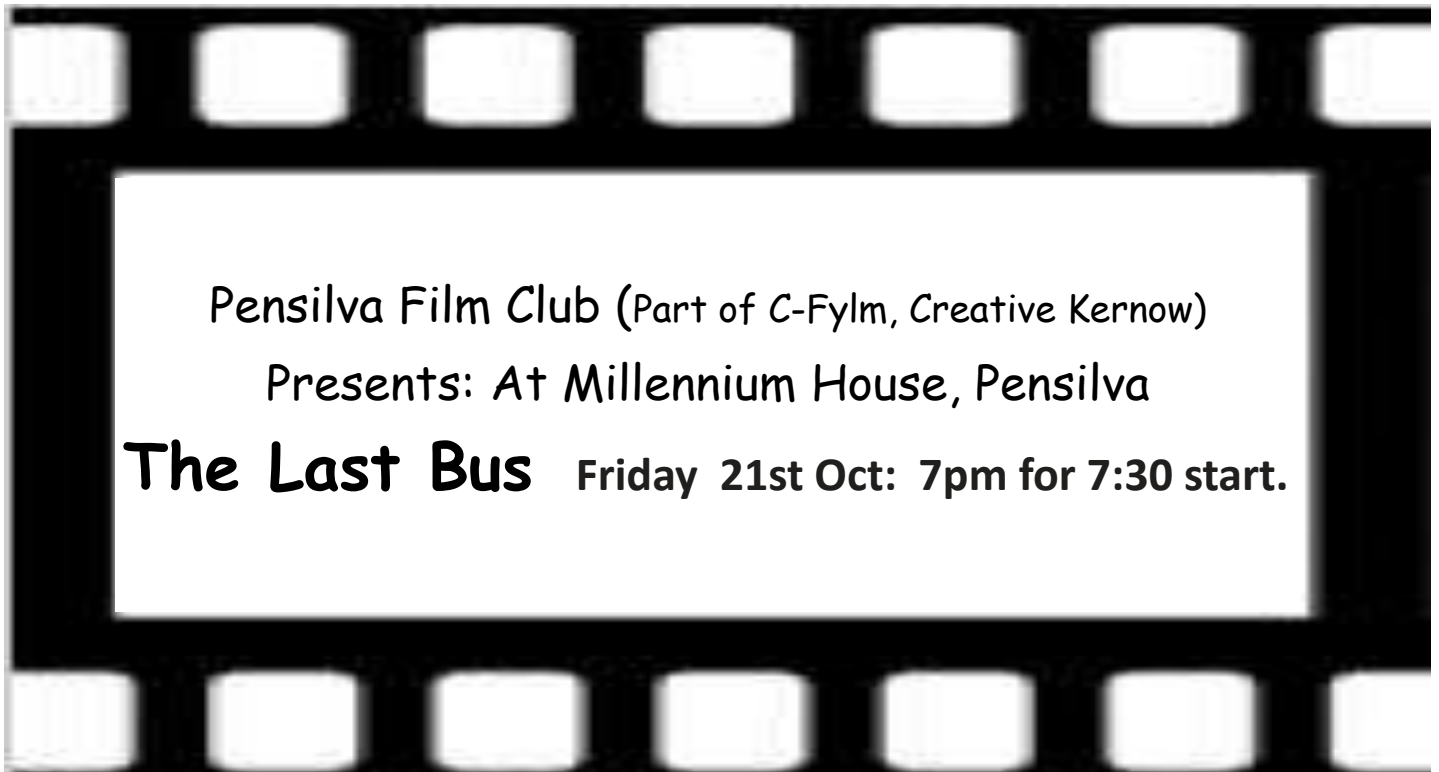 Pensilva Film Club (Part of C-Fylm, Creative Kernow)
Presents: At Millennium House, Pensilva
The Last Bus Friday 21st Oct: 7pm for 7:30 start.